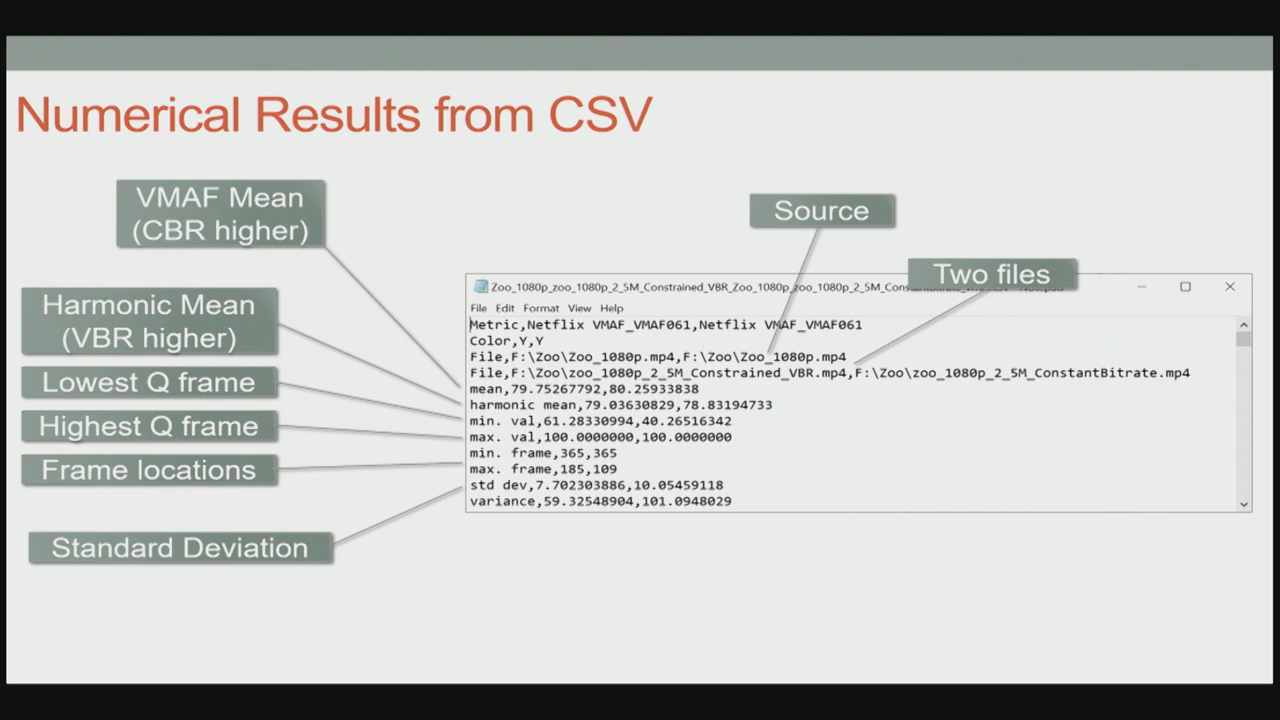 Numerical Results from CSV
VMAF Mean
(CBR higher)
Harmonic Mean
(VBR higher)
Lowest Q frame
Highest Q frame
Frame locations
Standard Deviation
Source
Two files
Zoo_1080p_zoo_1080p_2_5M_Constrained_VBR_Zoo_1080p_zoo_1080p_2_5M_
File Edit Format View Help
Metric,Netflix VMAF_VMAF061,Netflix VMAF_VMAF061
Color,Y,Y
File,F:\Zoo\Zoo_1080p.mp4,F:\Zoo\Zoo_1080p.mp4
File,F:\Zoo\zoo_1080p_2_5M_Constrained_VBR.mp4,F:\Zoo\zoo_1080p_2_5M_ConstantBitrate.mp4
mean,79.75267792,80.25933838
harmonic mean,79.03630829,78.83194733
min. val,61.28330994,40.26516342
max. val,100.0000000,100.0000000
min. frame,365,365
max. frame,185,109
std dev,7.702303886,10.05459118
variance,59.32548904,101.0948029